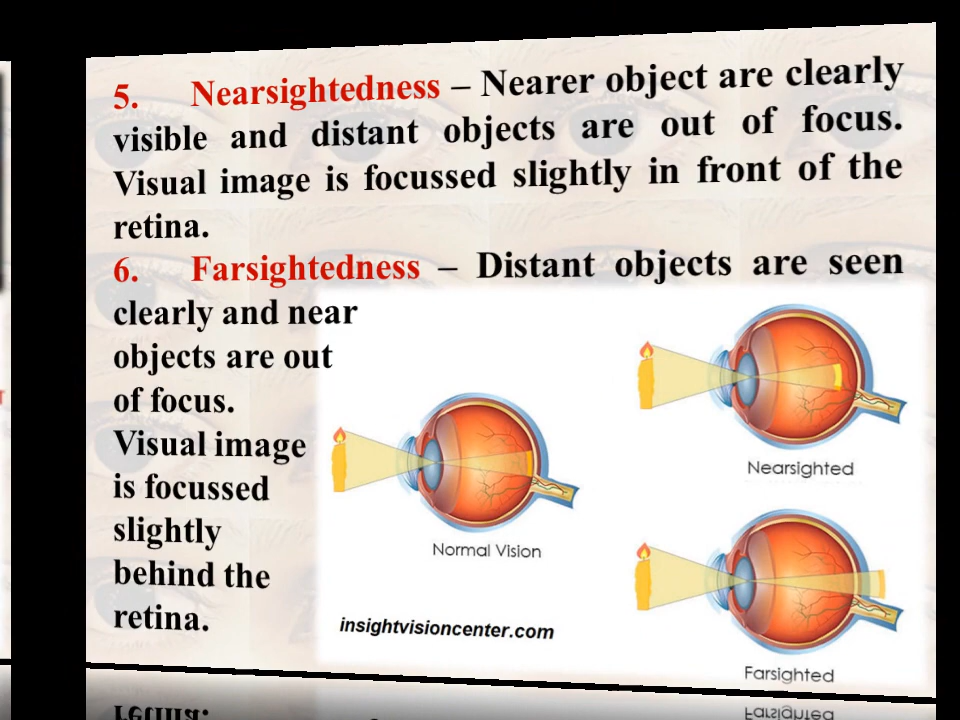 5. Nearsightedness – Nearer object are clearly
visible and distant objects are out of focus.
Visual image is focussed slightly in front of the
retina.
6. Farsightedness – Distant objects are seen
clearly and near
objects are out
of focus.
Visual image
is focussed
slightly
behind the
retina.
Normal Vision
insightvisioncenter.com
Nearsighted
Farsighted